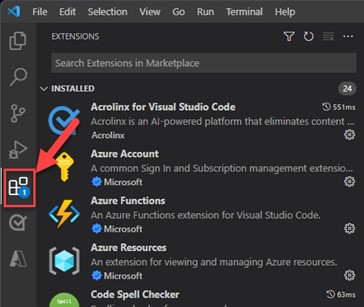 File Edit Selection View Go Run Terminal Help
EXTENSIONS
Search Extensions in Marketplace
INSTALLED 24
Acrolinx for Visual Studio Code 551ms
Acrolinx is an AI-powered platform that eliminates content ...
Acrolinx
Azure Account
A common Sign In and Subscription management extensio...
Microsoft
1
Azure Functions
An Azure Functions extension for Visual Studio Code.
Microsoft
Azure Resources
An extension for viewing and managing Azure resources.
Microsoft
Code Spell Checker 63ms